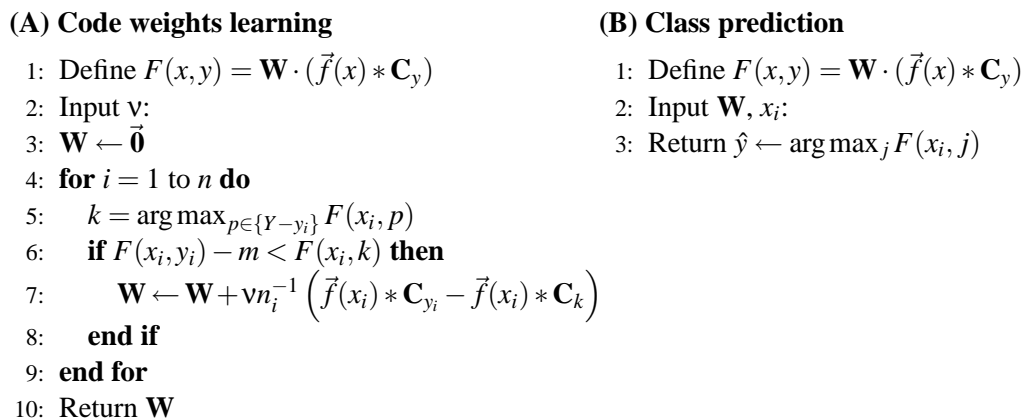 (A) Code weights learning
1: Define F(x,y) = W · (f⃗(x) ∗ C_y)
2: Input ν:
3: W ← 0⃗
4: for i = 1 to n do
5: k = arg max_{p∈{Y−y_i}} F(x_i, p)
6: if F(x_i, y_i) − m < F(x_i, k) then
7: W ← W + νn_i^{−1} (f⃗(x_i) ∗ C_{y_i} − f⃗(x_i) ∗ C_k)
8: end if
9: end for
10: Return W
(B) Class prediction
1: Define F(x,y) = W · (f⃗(x) ∗ C_y)
2: Input W, x_i:
3: Return ŷ ← arg max_j F(x_i, j)